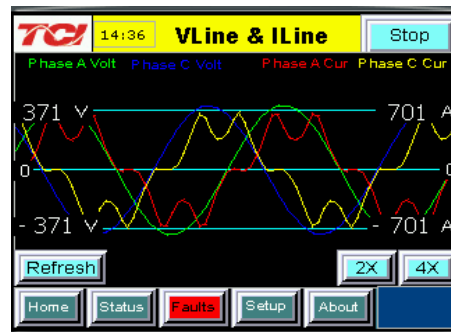 TCI 14:36 VLine & ILine Stop
Phase A Volt Phase C Volt Phase A Cur Phase C Cur
371 V 701 A
0 0
- 371 V - 701 A
Refresh 2X 4X
Home Status Faults Setup About